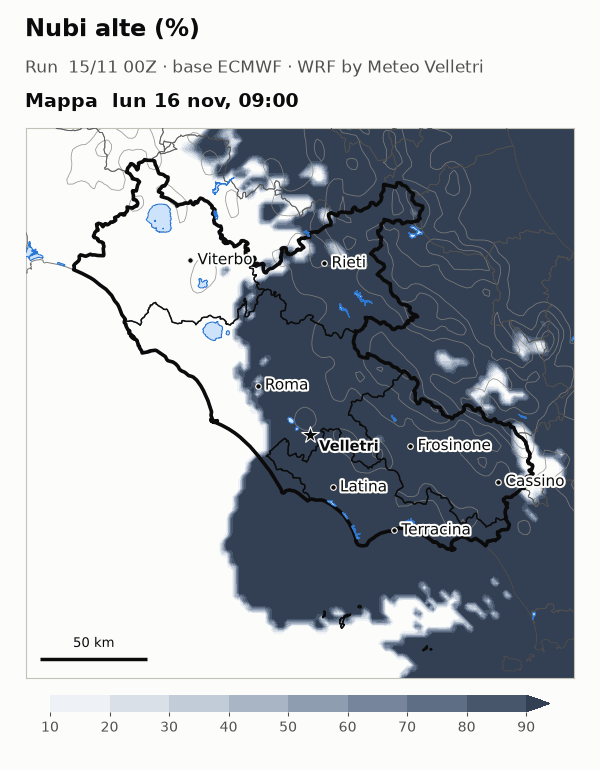 Nubi alte (%)
Run  15/11 00Z · base ECMWF · WRF by Meteo Velletri
Mappa  lun 16 nov, 09:00
Viterbo
Rieti
Roma
Velletri
Frosinone
Cassino
Latina
Terracina
50 km
10 20 30 40 50 60 70 80 90